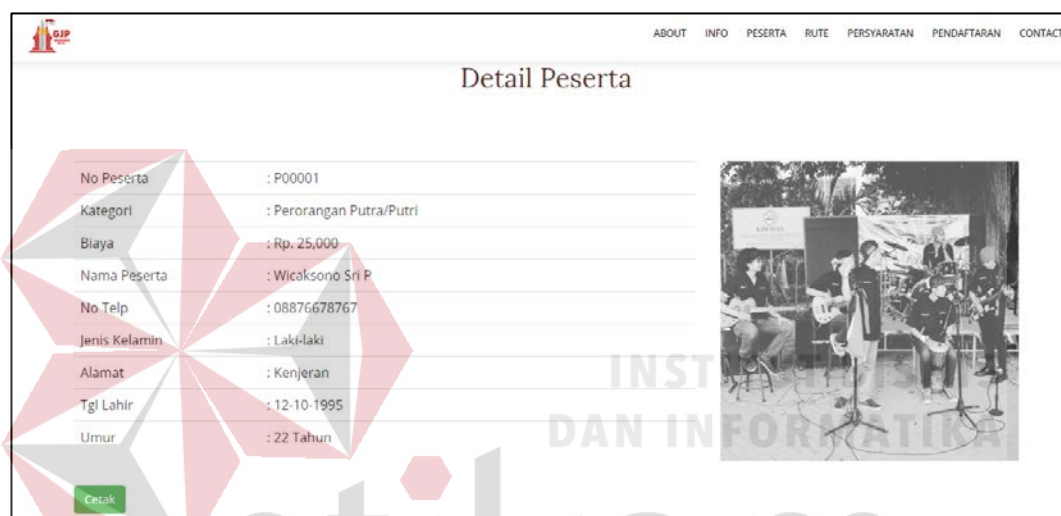 GJP
ABOUT INFO PESERTA RUTE PERSYARATAN PENDAFTARAN CONTACT
Detail Peserta
No Peserta : P00001
Kategori : Perorangan Putra/Putri
Biaya : Rp. 25,000
Nama Peserta : Wicaksono Sri P
No Telp : 08876678767
Jenis Kelamin : Laki-laki
Alamat : Kenjeran
Tgl Lahir : 12-10-1995
Umur : 22 Tahun
DAN INFORMATIKA
Cetak